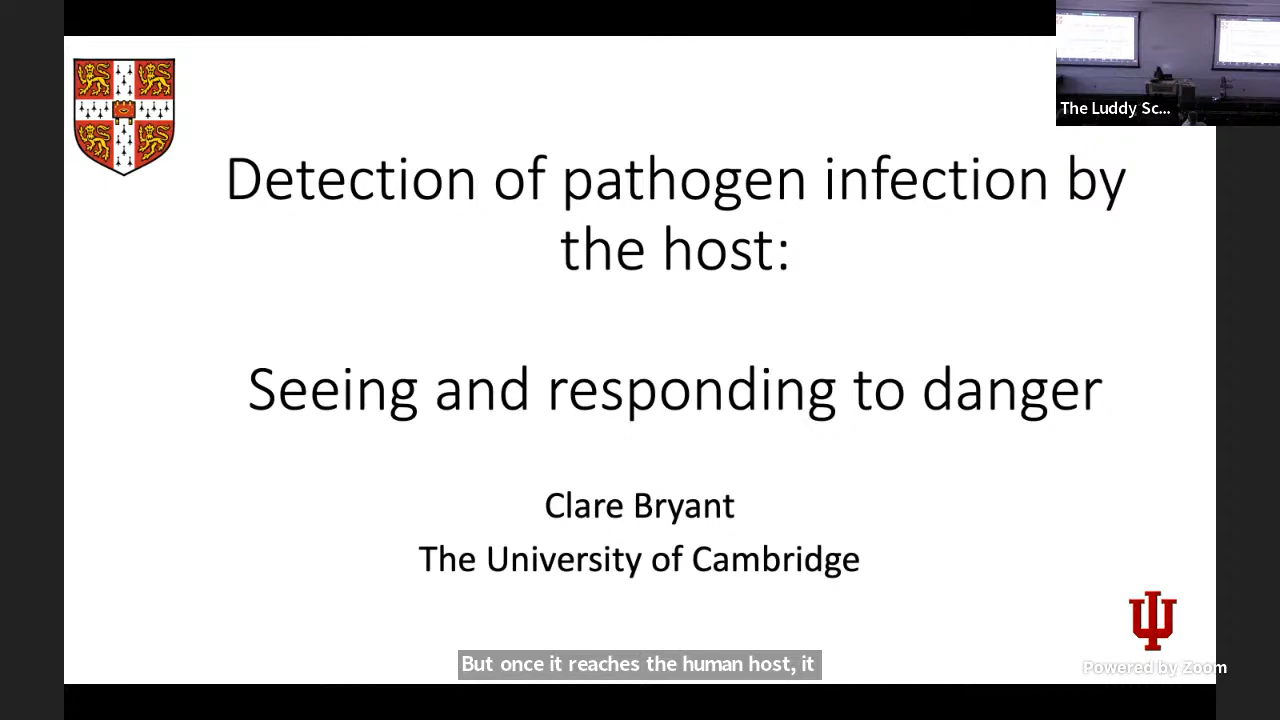 The Luddy Sc...
Detection of pathogen infection by
the host:
Seeing and responding to danger
Clare Bryant
The University of Cambridge
But once it reaches the human host, it
Powered by Zoom